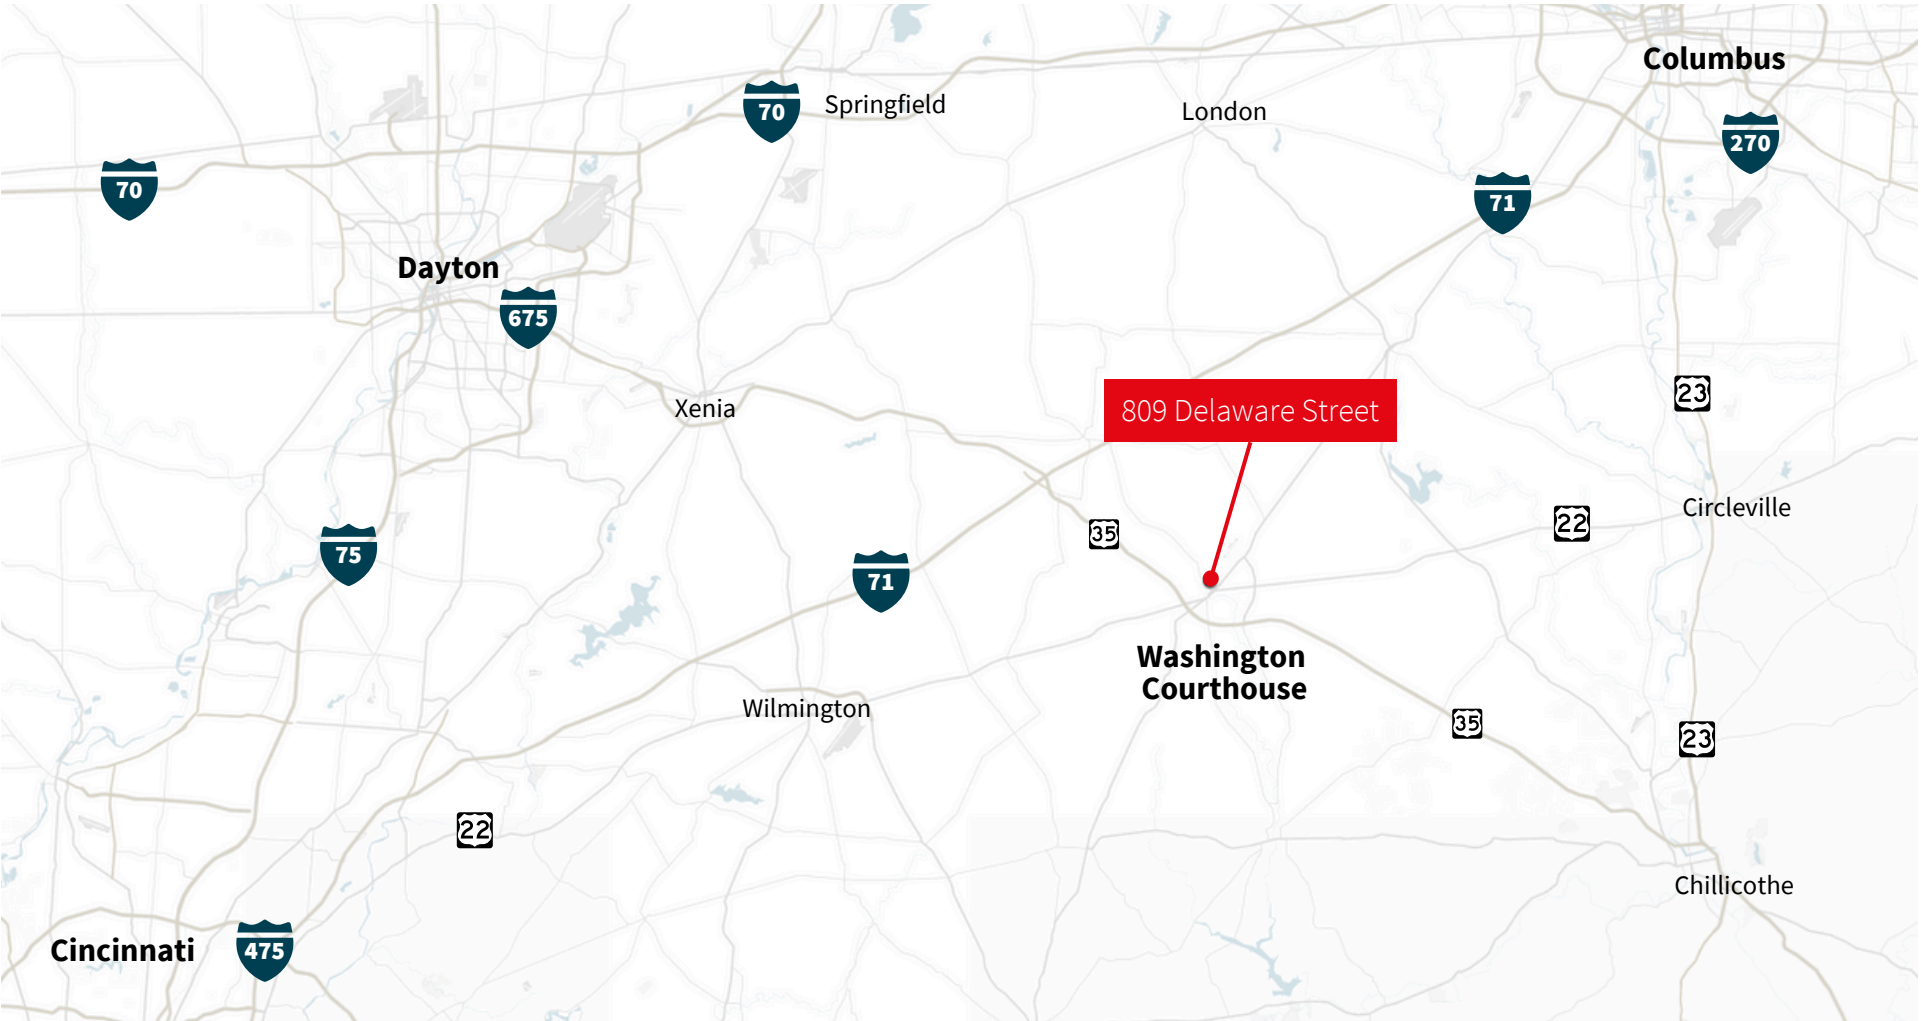 Columbus
70
Springfield
London
270
70
71
Dayton
675
23
809 Delaware Street
Xenia
Circleville
22
35
75
71
Washington
Courthouse
Wilmington
35
23
22
Chillicothe
Cincinnati
475